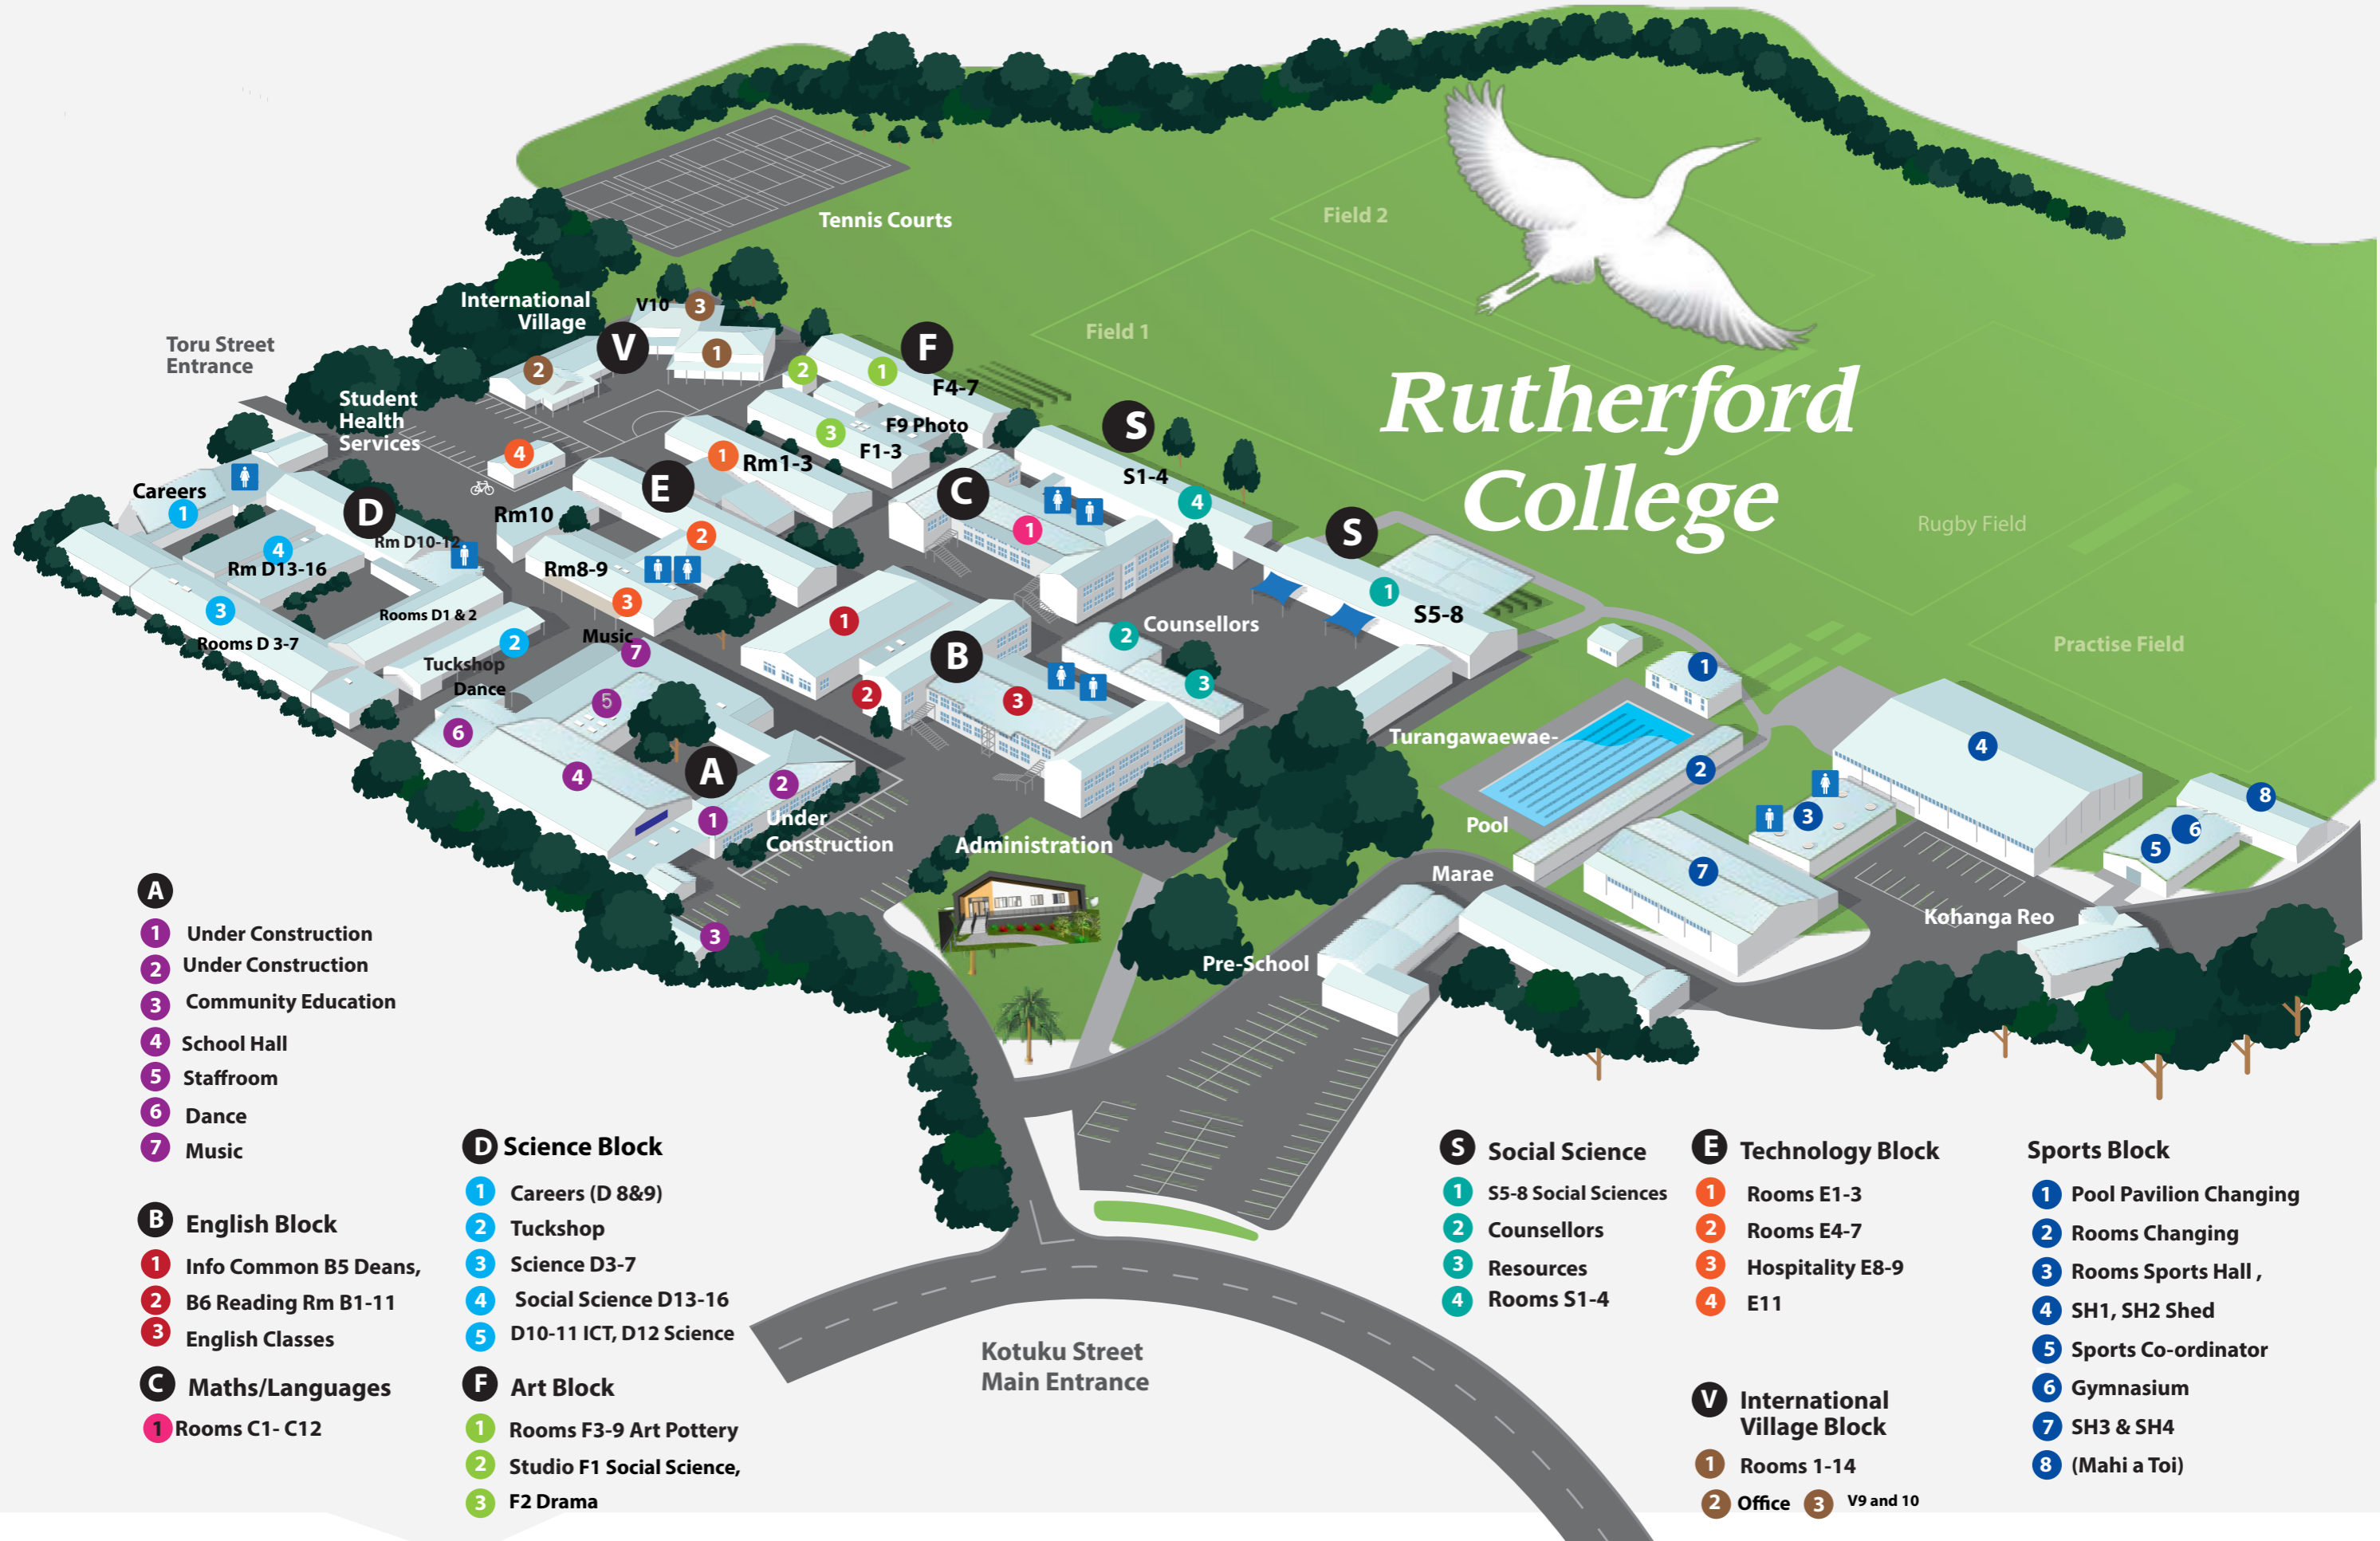 Tennis Courts
Field 2
Field 1
International
Village
V10
3
V
1
2
Toru Street
Entrance
Student
Health
Services
F
2
1
F4-7
F9 Photo
3
F1-3
Rutherford
College
S
S1-4
4
Rugby Field
Practise Field
4
1
Rm1-3
E
C
1
Careers
1
D
Rm D10-12
4
Rm D13-16
Rm10
2
Rm8-9
3
S
1
S5-8
3
Rooms D 3-7
Rooms D1 & 2
2
Tuckshop
Dance
Music
7
5
6
4
A
2
1
Under
Construction
3
1
B
2
3
2
Counsellors
3
Turangawaewae-
1
2
4
3
8
6
5
7
Pool
Marae
Kohanga Reo
Pre-School
Administration
A
1 Under Construction
2 Under Construction
3 Community Education
4 School Hall
5 Staffroom
6 Dance
7 Music
B English Block
1 Info Common B5 Deans,
2 B6 Reading Rm B1-11
3 English Classes
C Maths/Languages
1 Rooms C1- C12
D Science Block
1 Careers (D 8&9)
2 Tuckshop
3 Science D3-7
4 Social Science D13-16
5 D10-11 ICT, D12 Science
F Art Block
1 Rooms F3-9 Art Pottery
2 Studio F1 Social Science,
3 F2 Drama
Kotuku Street
Main Entrance
S Social Science
1 S5-8 Social Sciences
2 Counsellors
3 Resources
4 Rooms S1-4
E Technology Block
1 Rooms E1-3
2 Rooms E4-7
3 Hospitality E8-9
4 E11
V International
Village Block
1 Rooms 1-14
2 Office 3 V9 and 10
Sports Block
1 Pool Pavilion Changing
2 Rooms Changing
3 Rooms Sports Hall ,
4 SH1, SH2 Shed
5 Sports Co-ordinator
6 Gymnasium
7 SH3 & SH4
8 (Mahi a Toi)